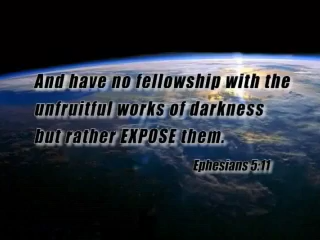 And have no fellowship with the
unfruitful works of darkness
but rather EXPOSE them.
Ephesians 5:11